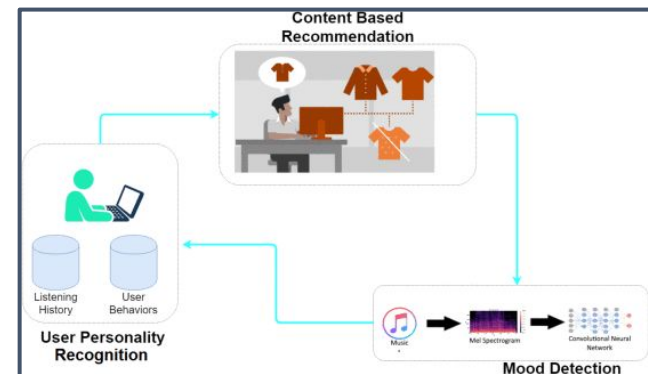 Content Based
Recommendation
Listening
History
User
Behaviors
User Personality
Recognition
Music
Mel Spectrogram
Convolutional Neural
Network
Mood Detection